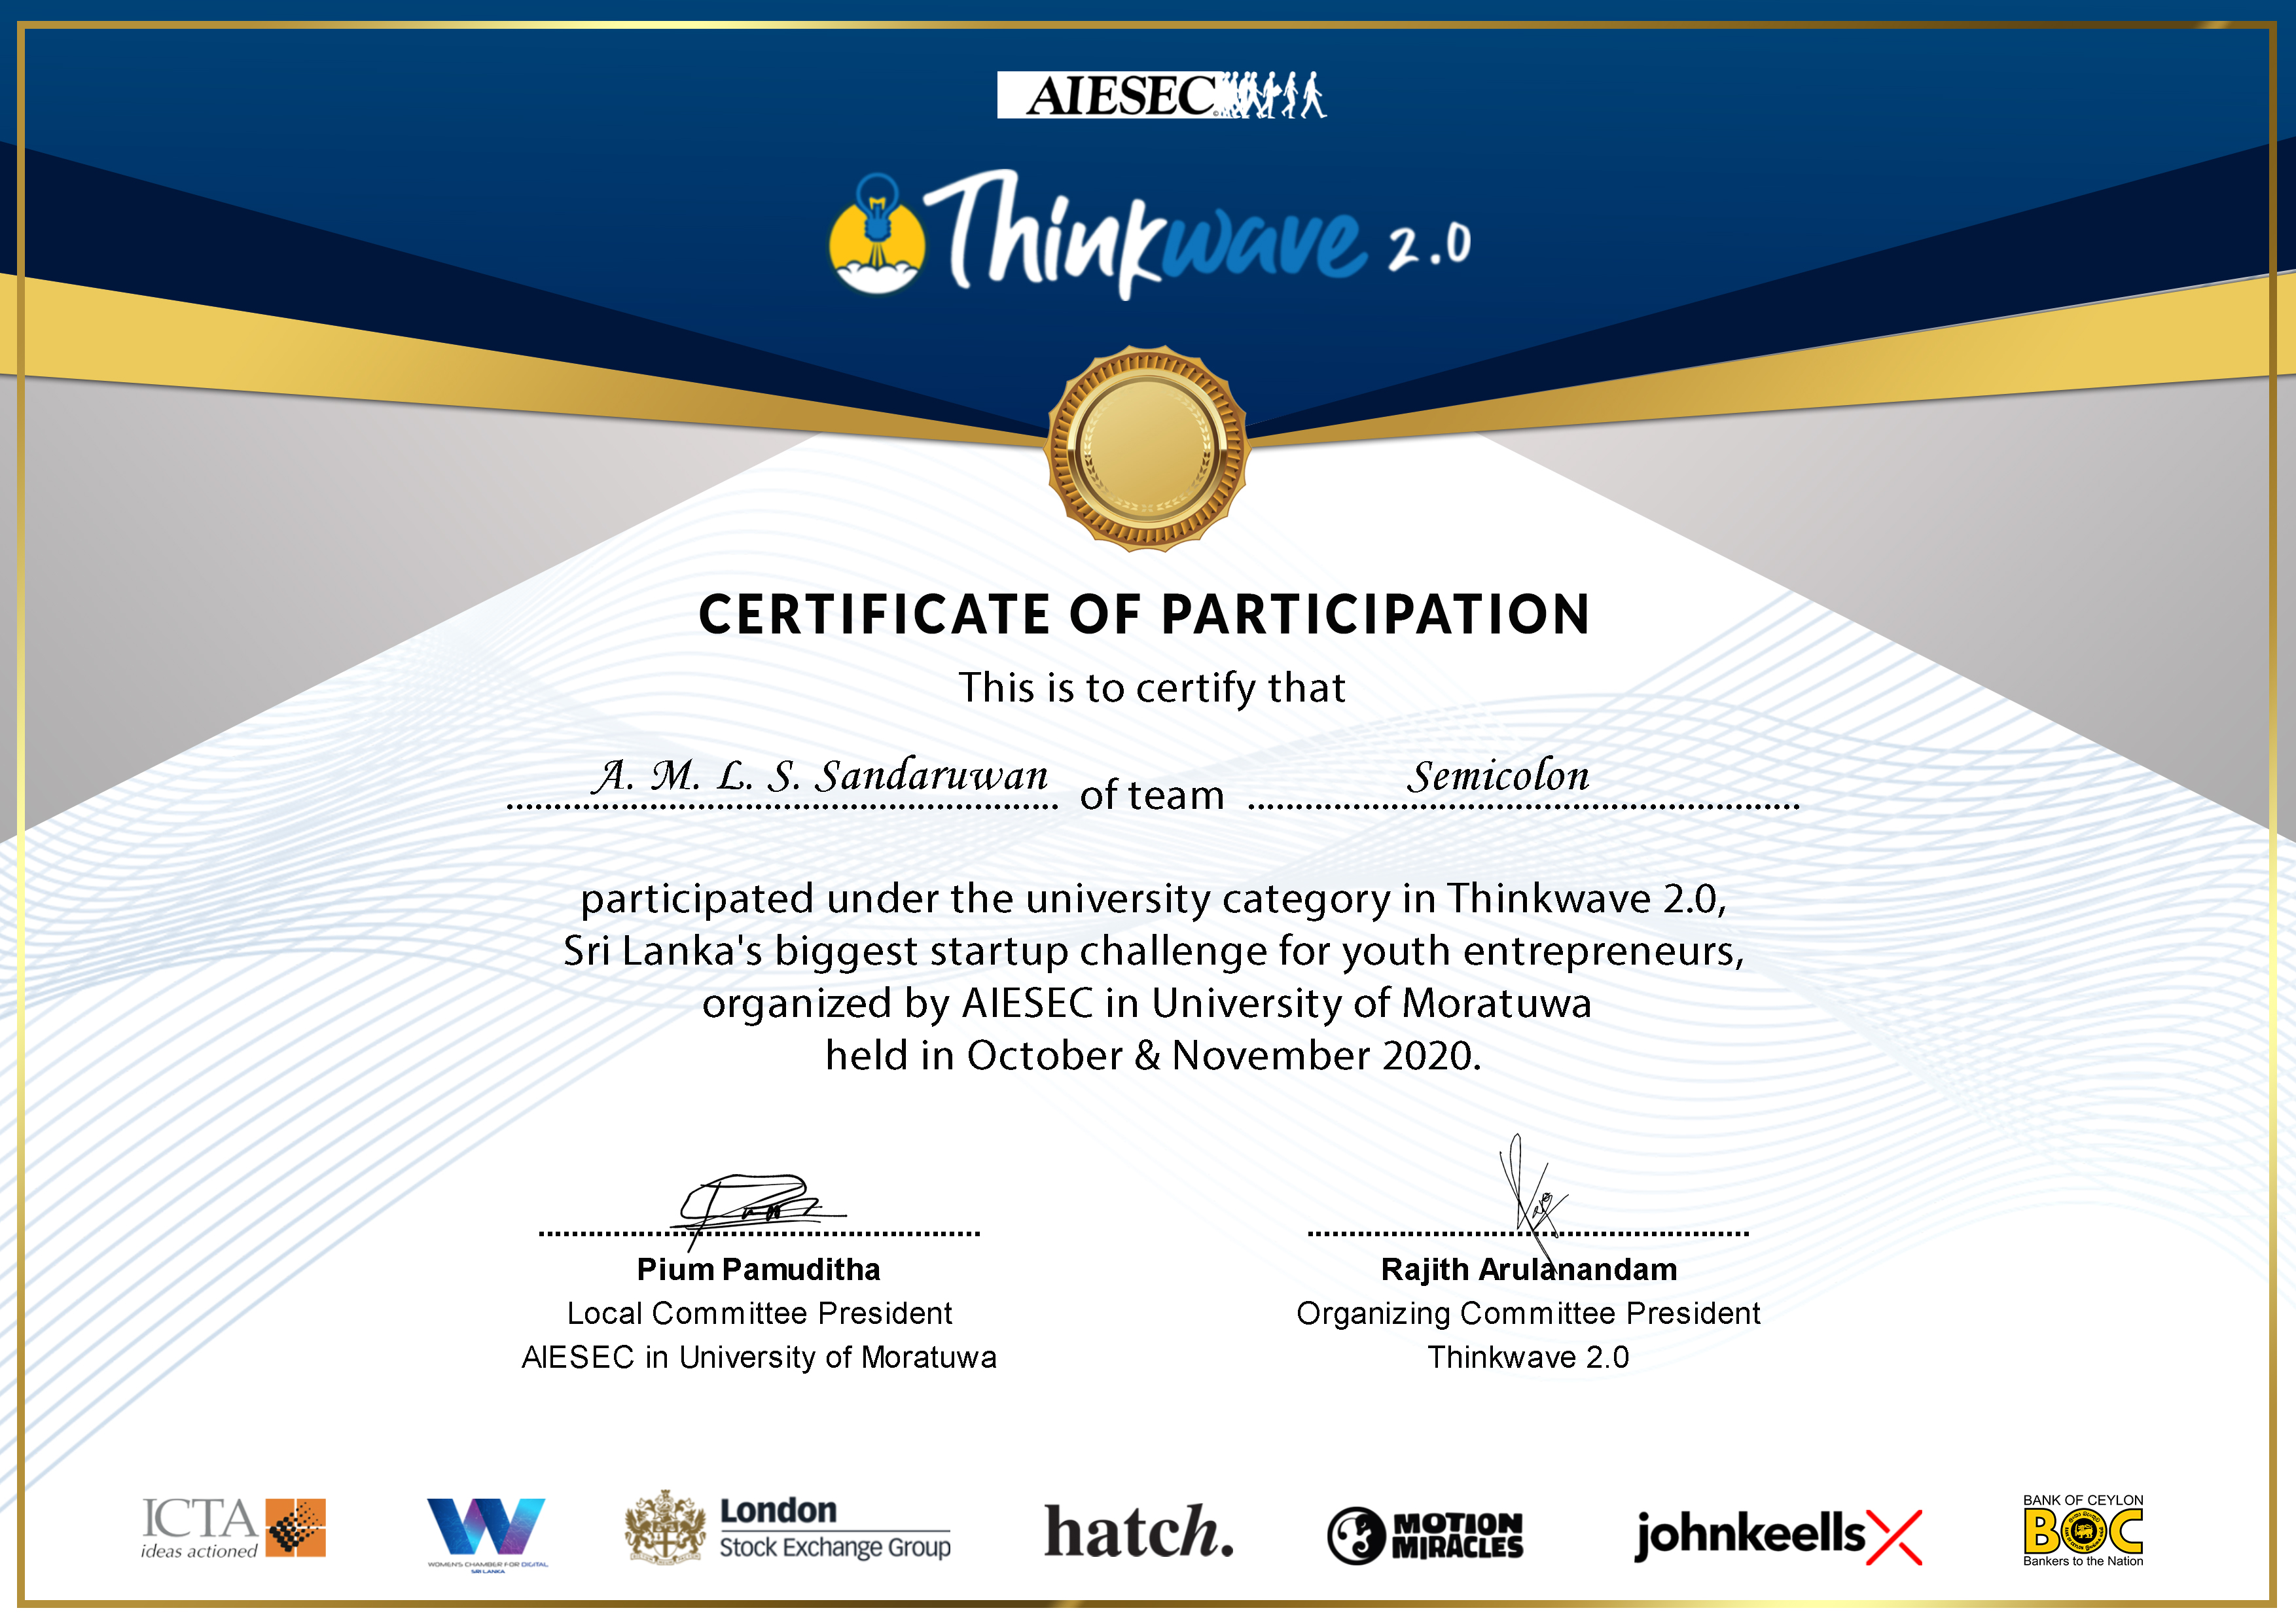 AIESEC
Thinkwave 2.0
CERTIFICATE OF PARTICIPATION
This is to certify that
A. M. L. S. Sandaruwan of team Semicolon
participated under the university category in Thinkwave 2.0,
Sri Lanka's biggest startup challenge for youth entrepreneurs,
organized by AIESEC in University of Moratuwa
held in October & November 2020.
Pium Pamuditha
Local Committee President
AIESEC in University of Moratuwa
Rajith Arulanandam
Organizing Committee President
Thinkwave 2.0
ICTA
ideas actioned
W
WOMEN'S CHAMBER FOR DIGITAL
SRI LANKA
London
Stock Exchange Group
hatch.
MOTION
MIRACLES
johnkeellsX
BANK OF CEYLON
BOC
Bankers to the Nation